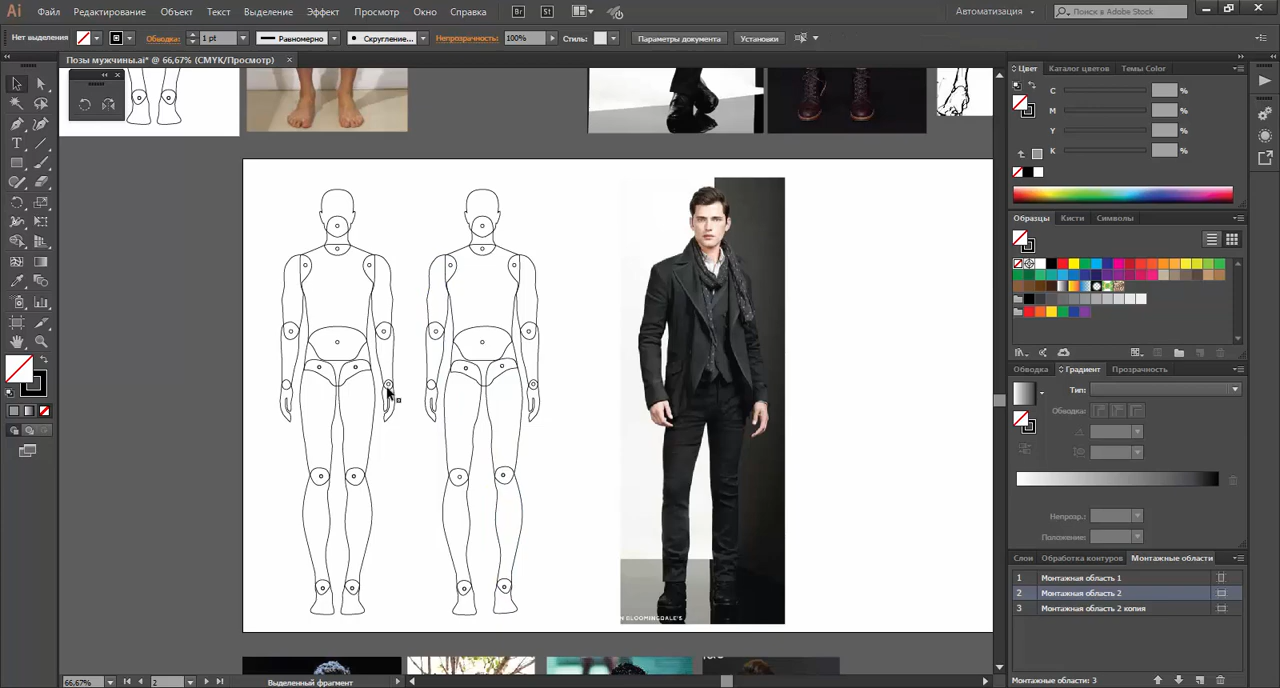 Ai Файл Редактирование Объект Текст Выделение Эффект Просмотр Окно Справка Br St Автоматизация Поиск в Adobe Stock
Нет выделения Обводка: 1 pt Равномерно Скругление... Непрозрачность: 100% Стиль: Параметры документа Установки
Позы мужчины.ai* @ 66,67% (CMYK/Просмотр)
Цвет Каталог цветов Темы Color
C %
M %
Y %
K %
Образцы Кисти Символы
Обводка Градиент Прозрачность
Тип:
Обводка:
Непрозр.:
Положение:
Слои Обработка контуров Монтажные области
1 Монтажная область 1
2 Монтажная область 2
3 Монтажная область 2 копия
BLOOMINGDALE'S
66,67% 2 Выделенный фрагмент Монтажные области: 3